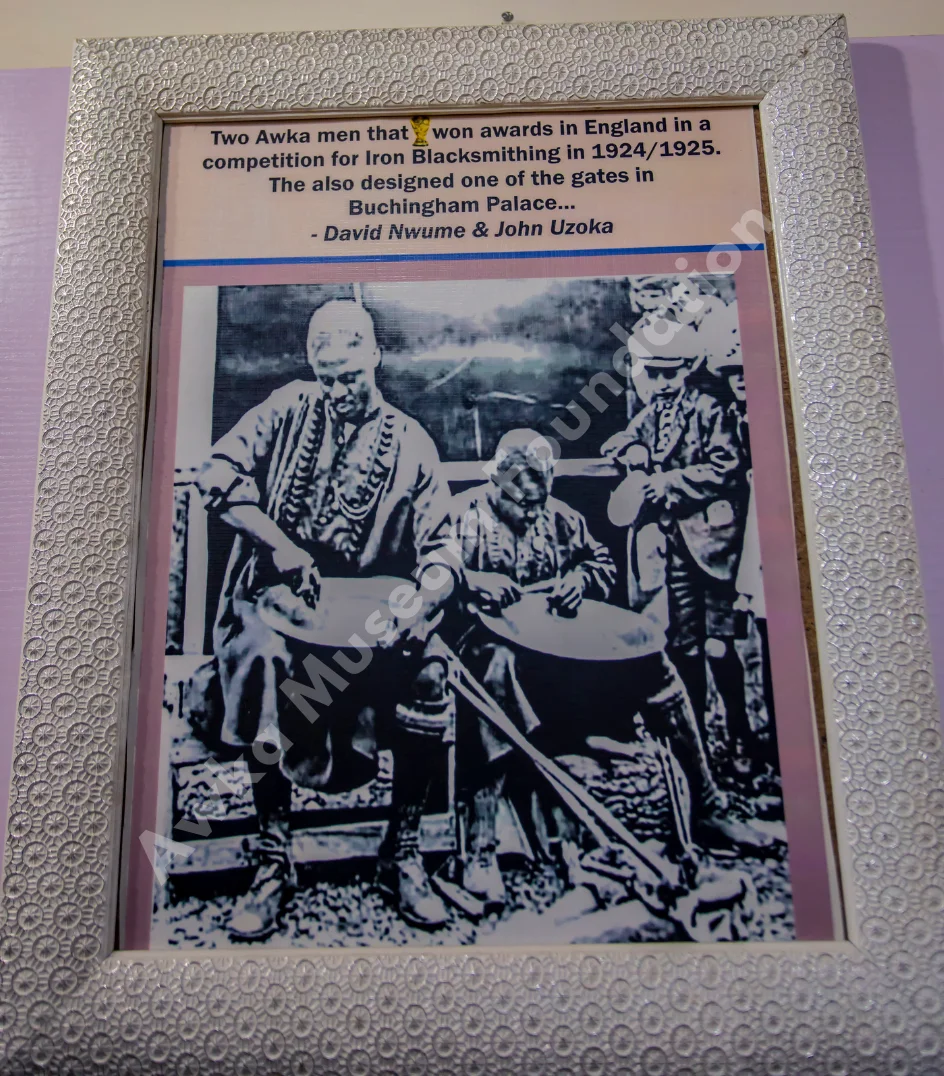 Two Awka men that won awards in England in a
competition for Iron Blacksmithing in 1924/1925.
The also designed one of the gates in
Buchingham Palace...
- David Nwume & John Uzoka
Awka Museum Foundation